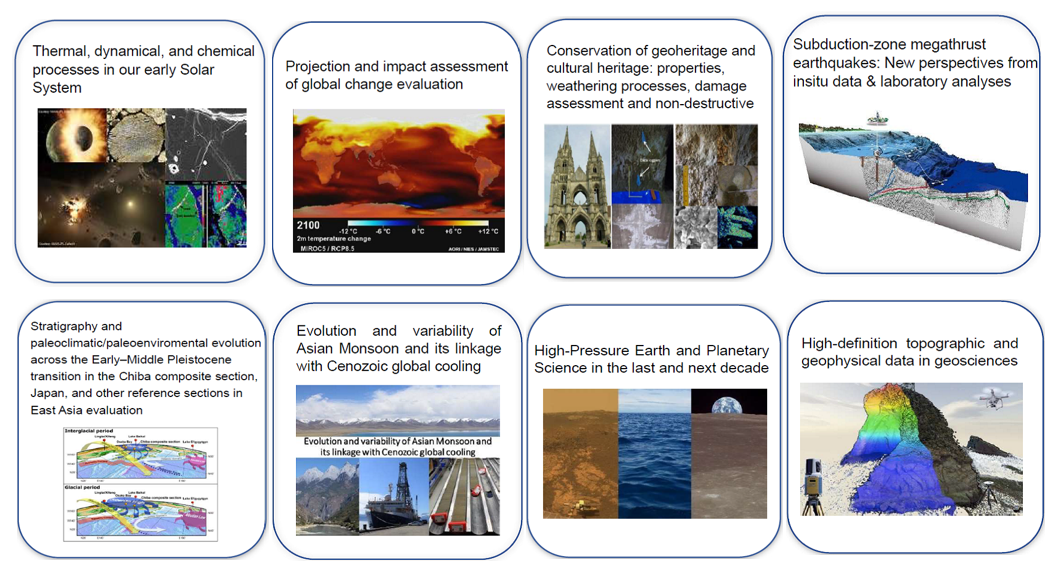 Thermal, dynamical, and chemical
processes in our early Solar
System
Projection and impact assessment
of global change evaluation
2100
-12 °C -6 °C 0 °C +6 °C +12 °C
2m temperature change
MIROC5 / RCP8.5
AORI / NIES / JAMSTEC
Conservation of geoheritage and
cultural heritage: properties,
weathering processes, damage
assessment and non-destructive
Subduction-zone megathrust
earthquakes: New perspectives from
insitu data & laboratory analyses
Stratigraphy and
paleoclimatic/paleoenviromental evolution
across the Early–Middle Pleistocene
transition in the Chiba composite section,
Japan, and other reference sections in
East Asia evaluation
Interglacial period
Chiba composite section
Glacial period
Chiba composite section
Evolution and variability of
Asian Monsoon and its linkage
with Cenozoic global cooling
Evolution and variability of Asian Monsoon and
its linkage with Cenozoic global cooling
High-Pressure Earth and Planetary
Science in the last and next decade
High-definition topographic and
geophysical data in geosciences